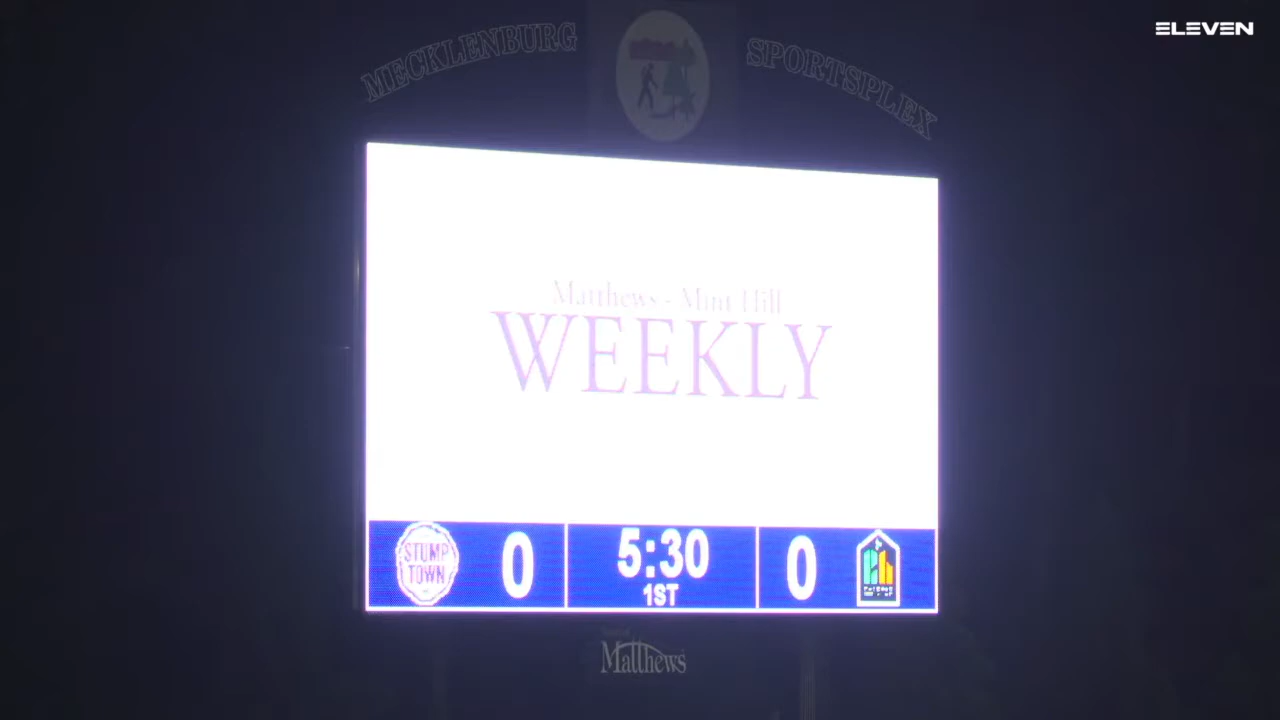 ELEVEN
MECKLENBURG SPORTSPLEX
Matthews - Mint Hill
WEEKLY
STUMP
TOWN
0
5:30
1ST
0
Matthews